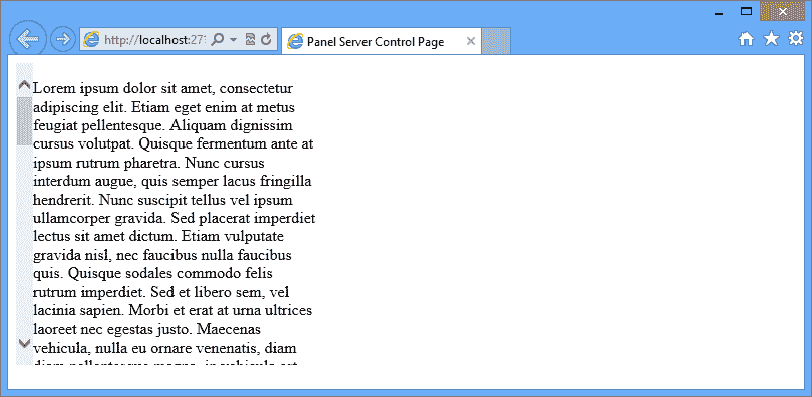 http://localhost:27
Panel Server Control Page
Lorem ipsum dolor sit amet, consectetur
adipiscing elit. Etiam eget enim at metus
feugiat pellentesque. Aliquam dignissim
cursus volutpat. Quisque fermentum ante at
ipsum rutrum pharetra. Nunc cursus
interdum augue, quis semper lacus fringilla
hendrerit. Nunc suscipit tellus vel ipsum
ullamcorper gravida. Sed placerat imperdiet
lectus sit amet dictum. Etiam vulputate
gravida nisl, nec faucibus nulla faucibus
quis. Quisque sodales commodo felis
rutrum imperdiet. Sed et libero sem, vel
lacinia sapien. Morbi et erat at urna ultrices
laoreet nec egestas justo. Maecenas
vehicula, nulla eu ornare venenatis, diam